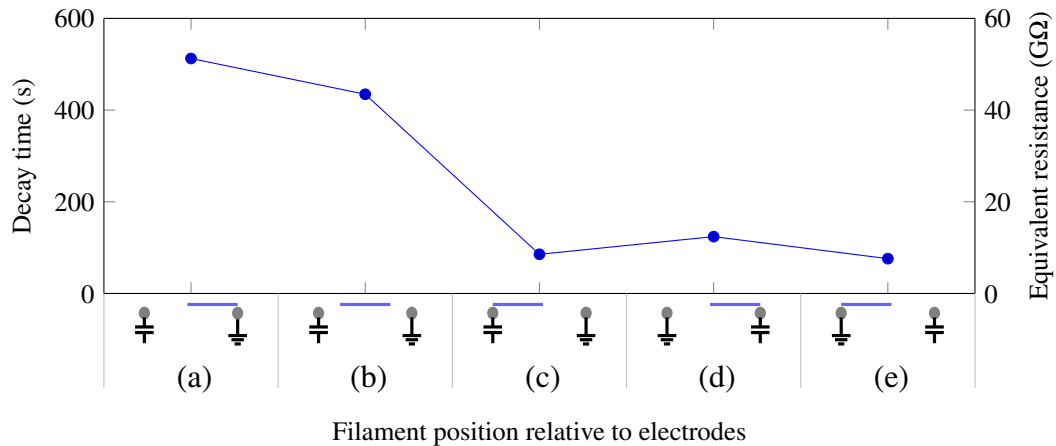 600
60
400
40
200
20
0
0
Decay time (s)
Equivalent resistance (GΩ)
(a)
(b)
(c)
(d)
(e)
Filament position relative to electrodes